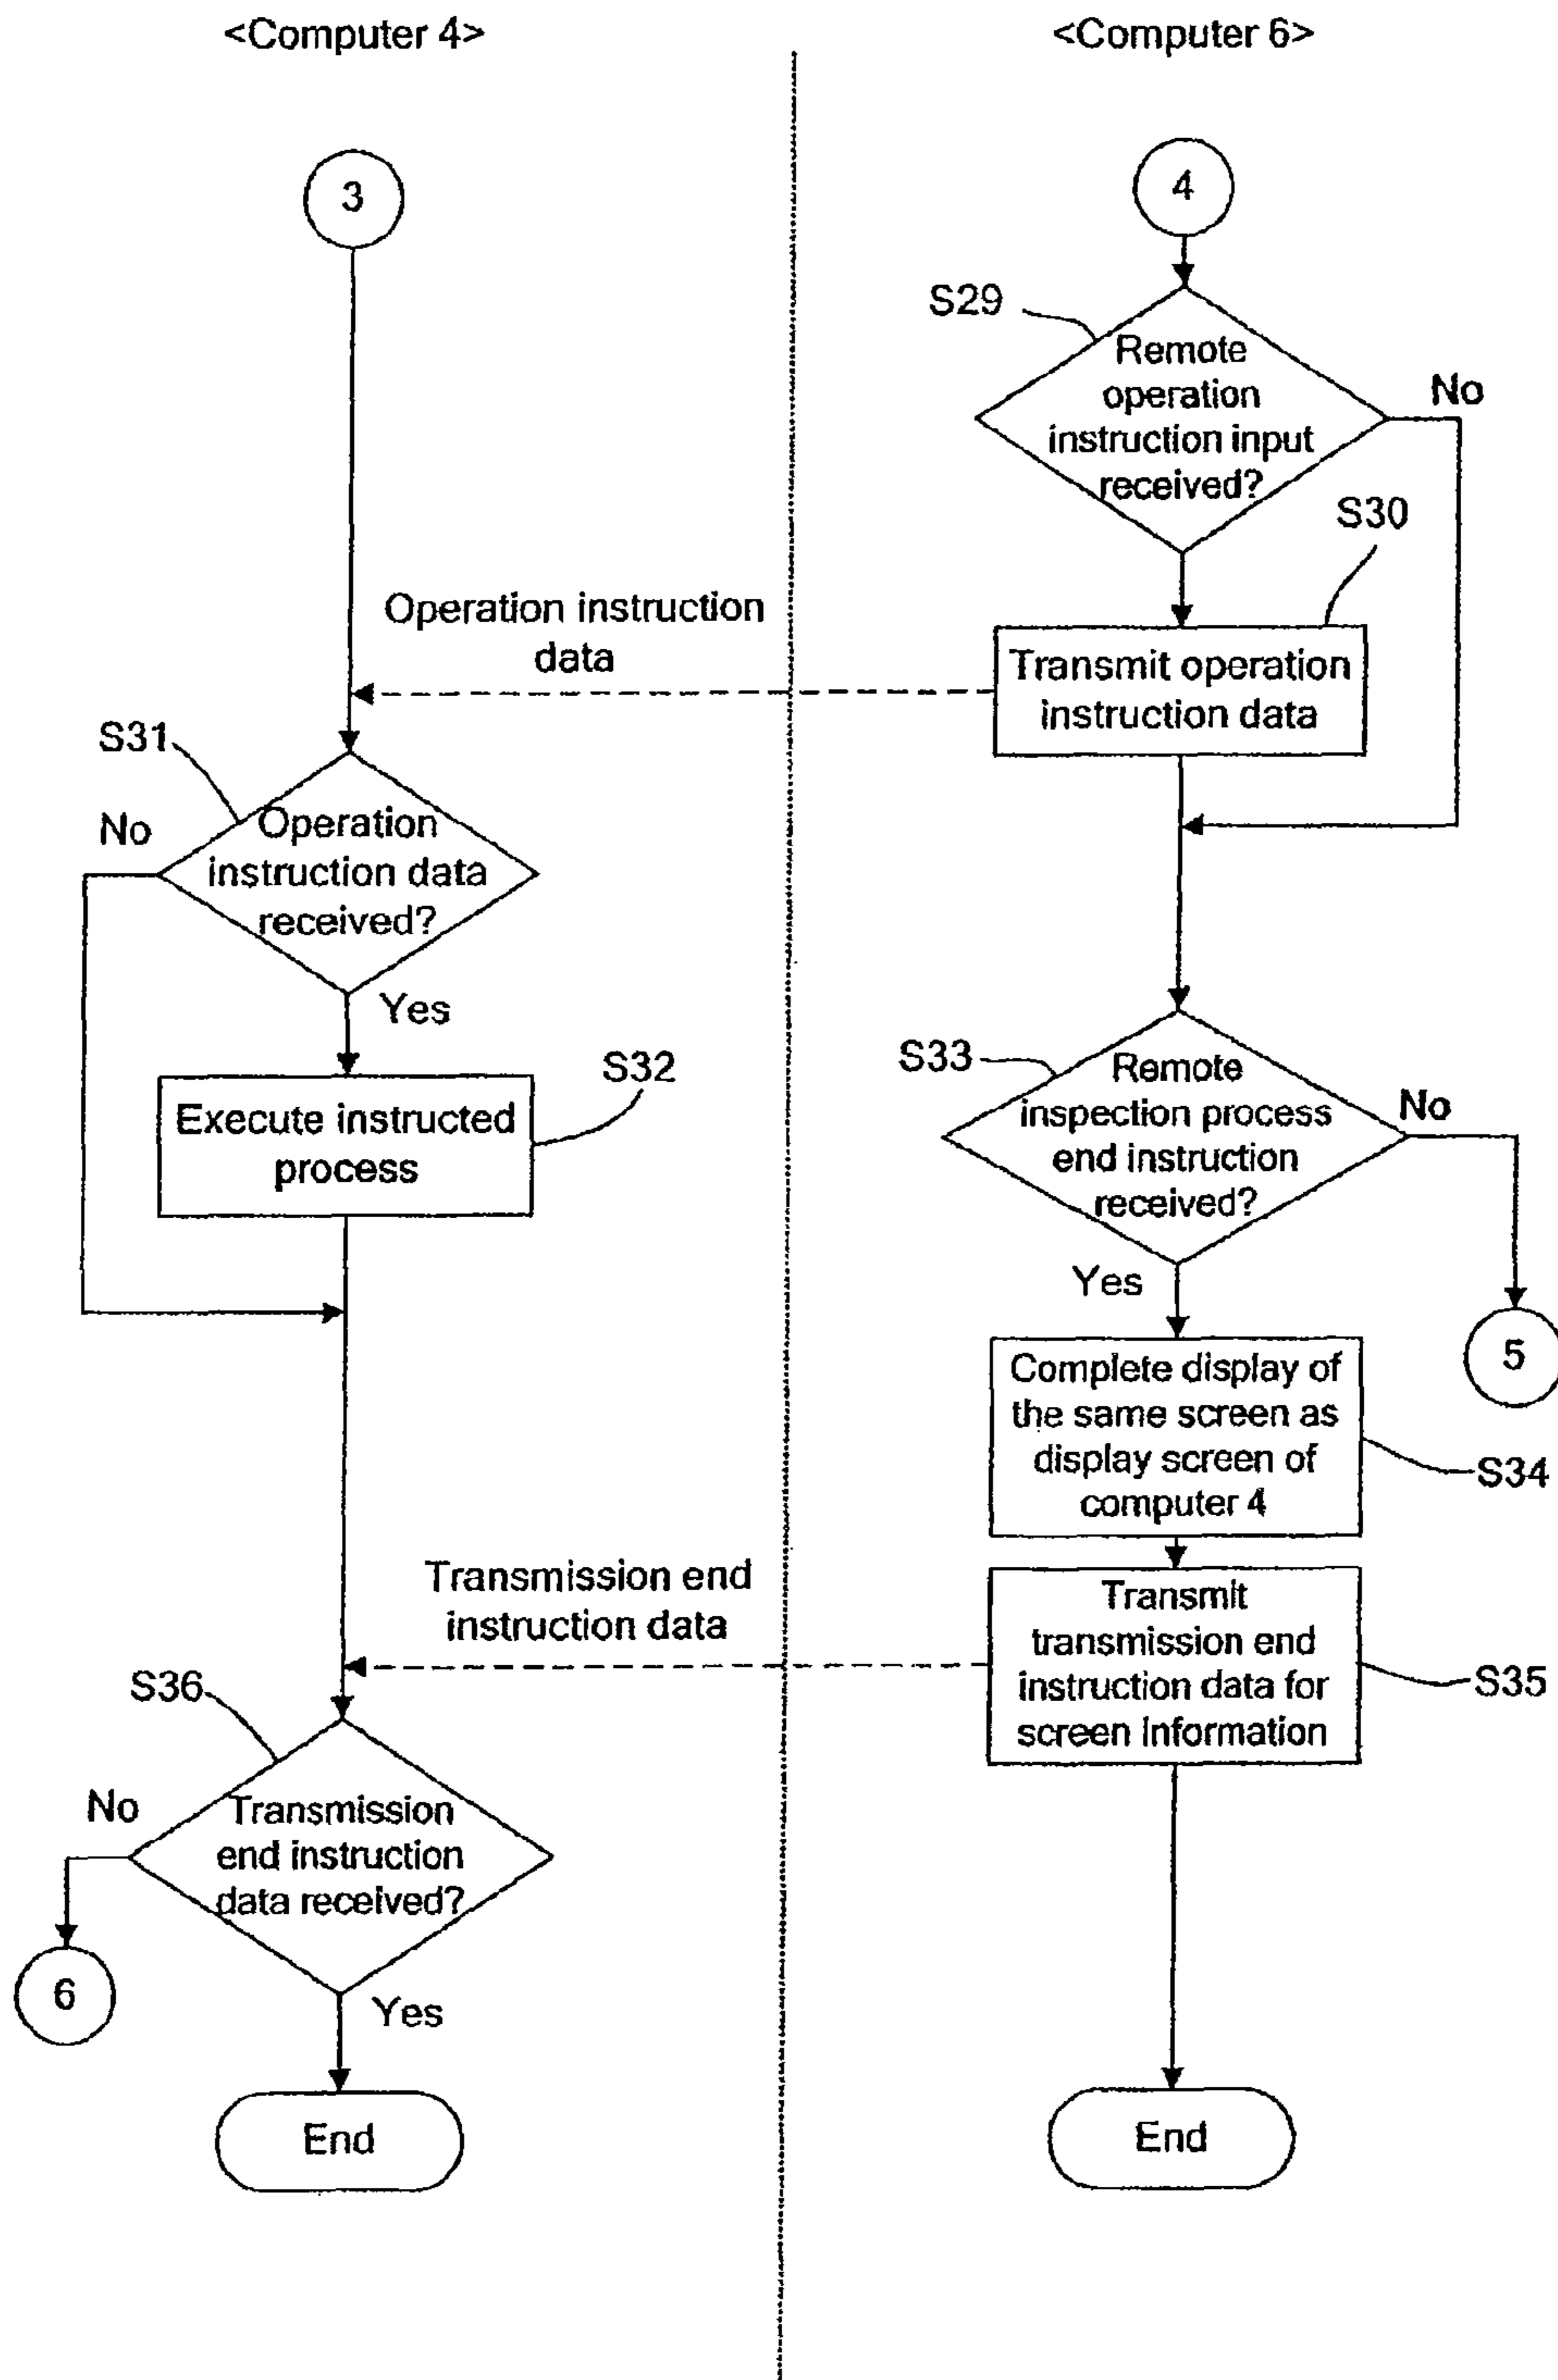 <Computer 4>
<Computer 6>
3
4
S29
Remote
operation
instruction input
received?
No
S30
Operation instruction
data
Transmit operation
instruction data
S31
No
Operation
instruction data
received?
Yes
S32
Execute instructed
process
S33
Remote
inspection process
end instruction
received?
No
Yes
5
Complete display of
the same screen as
display screen of
computer 4
S34
Transmission end
instruction data
Transmit
transmission end
instruction data for
screen information
S35
S36
No
Transmission
end instruction
data received?
6
Yes
End
End